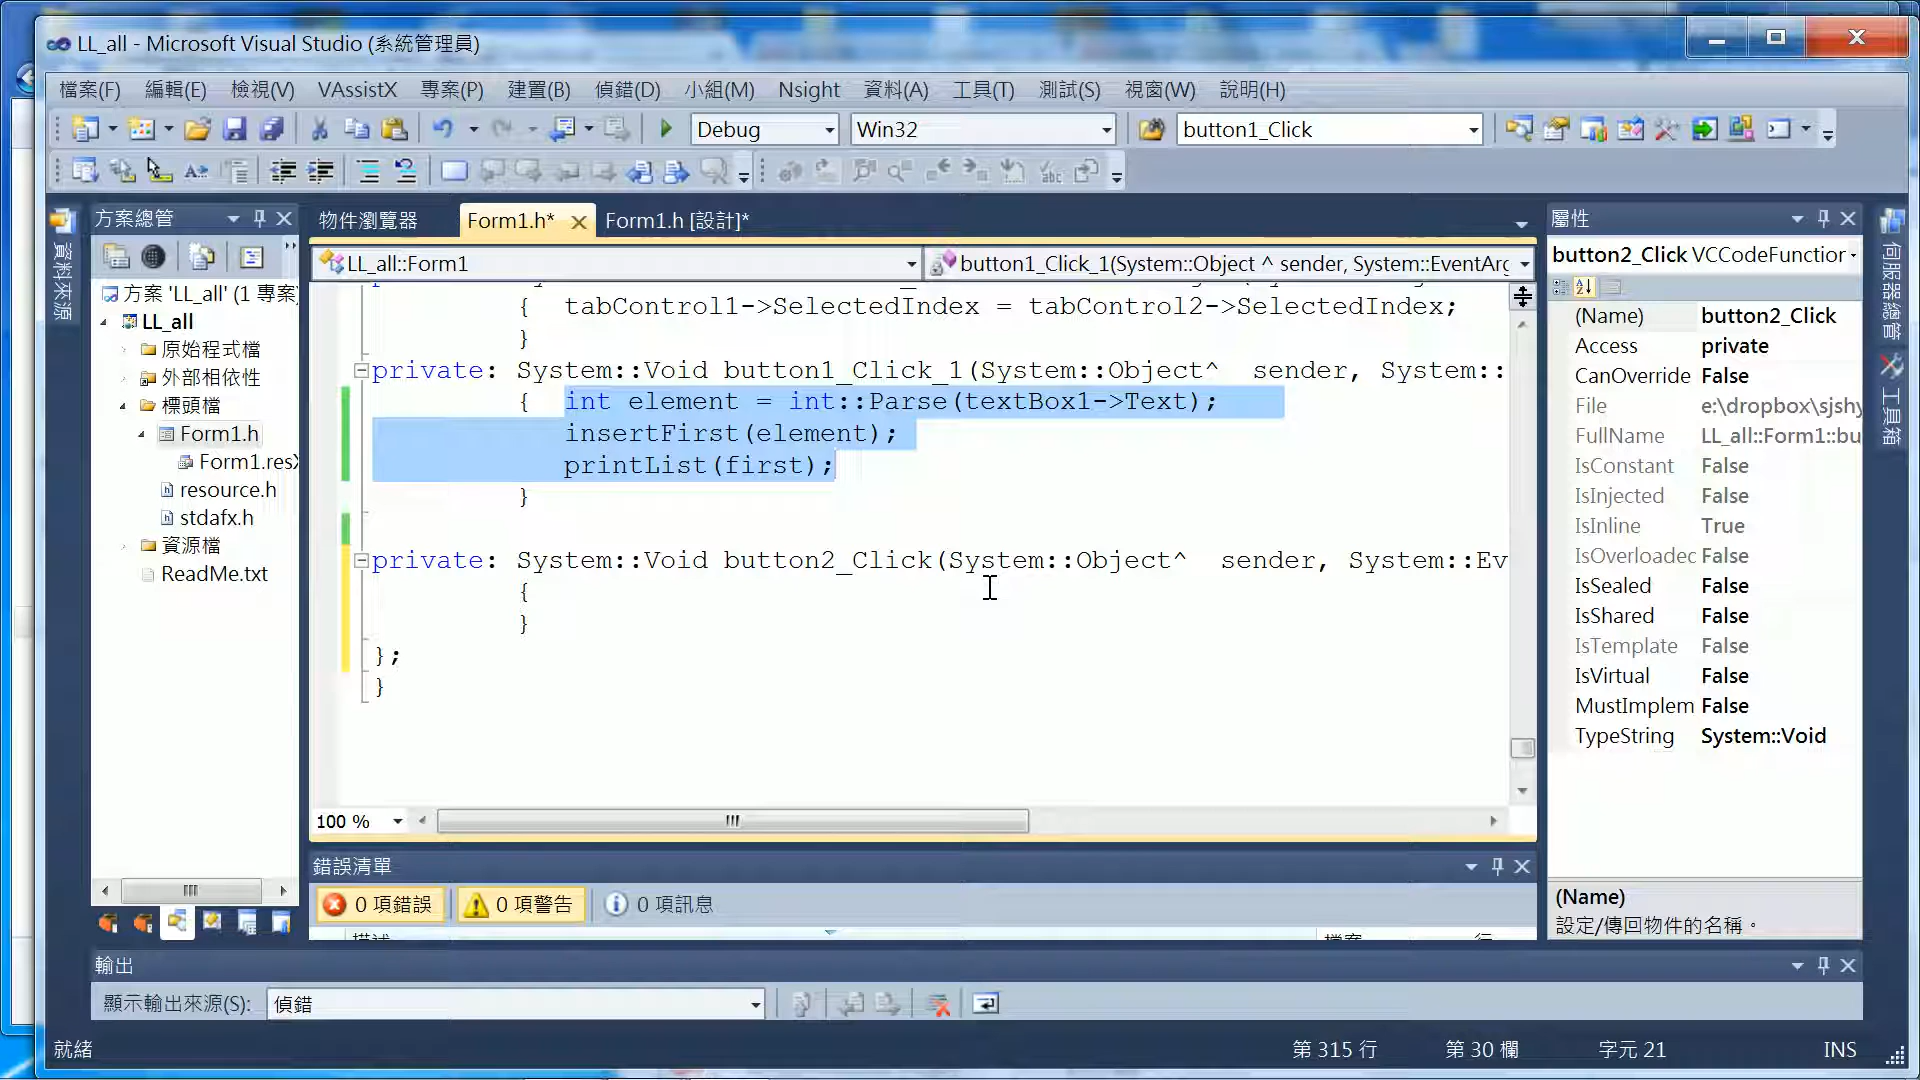 LL_all - Microsoft Visual Studio (系統管理員)
檔案(F) 編輯(E) 檢視(V) VAssistX 專案(P) 建置(B) 偵錯(D) 小組(M) Nsight 資料(A) 工具(T) 測試(S) 視窗(W) 說明(H)
Debug Win32 button1_Click
方案總管
物件瀏覽器 Form1.h* Form1.h [設計]*
屬性
資料來源
伺服器總管
工具箱
LL_all::Form1
button1_Click_1(System::Object ^ sender, System::EventArg
button2_Click VCCodeFunction
方案 'LL_all' (1 專案)
LL_all
原始程式檔
外部相依性
標頭檔
Form1.h
Form1.resX
resource.h
stdafx.h
資源檔
ReadMe.txt
{ tabControl1->SelectedIndex = tabControl2->SelectedIndex;
}
private: System::Void button1_Click_1(System::Object^ sender, System::
{ int element = int::Parse(textBox1->Text);
insertFirst(element);
printList(first);
}
private: System::Void button2_Click(System::Object^ sender, System::Ev
{
}
};
}
(Name) button2_Click
Access private
CanOverride False
File e:\dropbox\sjshy
FullName LL_all::Form1::bu
IsConstant False
IsInjected False
IsInline True
IsOverloadec False
IsSealed False
IsShared False
IsTemplate False
IsVirtual False
MustImplem False
TypeString System::Void
(Name)
設定/傳回物件的名稱。
100 %
錯誤清單
0 項錯誤 0 項警告 0 項訊息
輸出
顯示輸出來源(S): 偵錯
就緒 第 315 行 第 30 欄 字元 21 INS